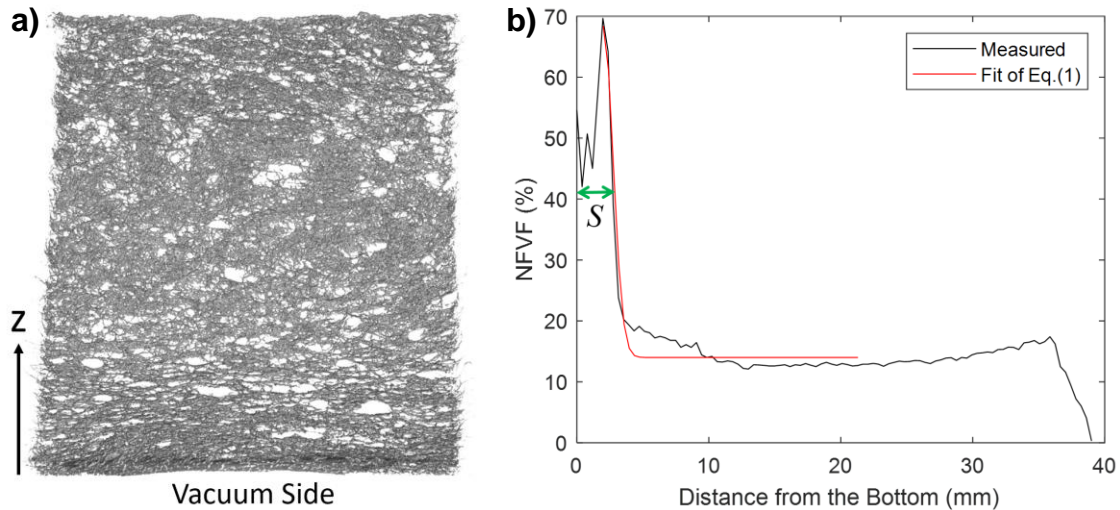 a)
Z
Vacuum Side
b)
NFVF (%)
70
60
50
40
30
20
10
0
S
Measured
Fit of Eq.(1)
0 10 20 30 40
Distance from the Bottom (mm)